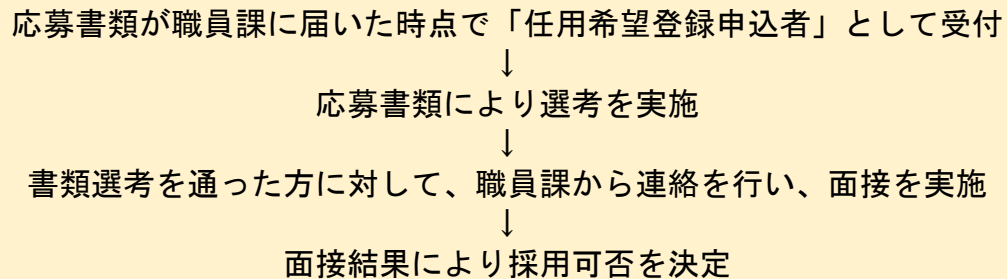 応募書類が職員課に届いた時点で「任用希望登録申込者」として受付
↓
応募書類により選考を実施
↓
書類選考を通った方に対して、職員課から連絡を行い、面接を実施
↓
面接結果により採用可否を決定